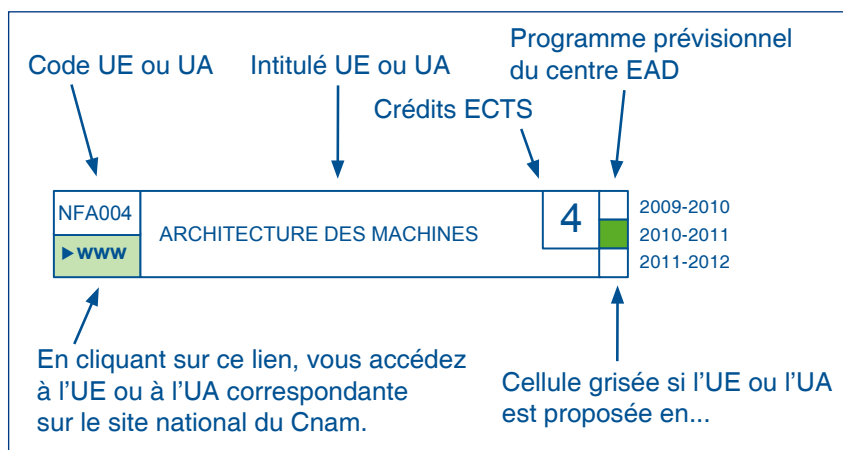 Programme prévisionnel
du centre EAD
Code UE ou UA
Intitulé UE ou UA
Crédits ECTS
NFA004
►www
ARCHITECTURE DES MACHINES
4
2009-2010
2010-2011
2011-2012
En cliquant sur ce lien, vous accédez
à l'UE ou à l'UA correspondante
sur le site national du Cnam.
Cellule grisée si l'UE ou l'UA
est proposée en...